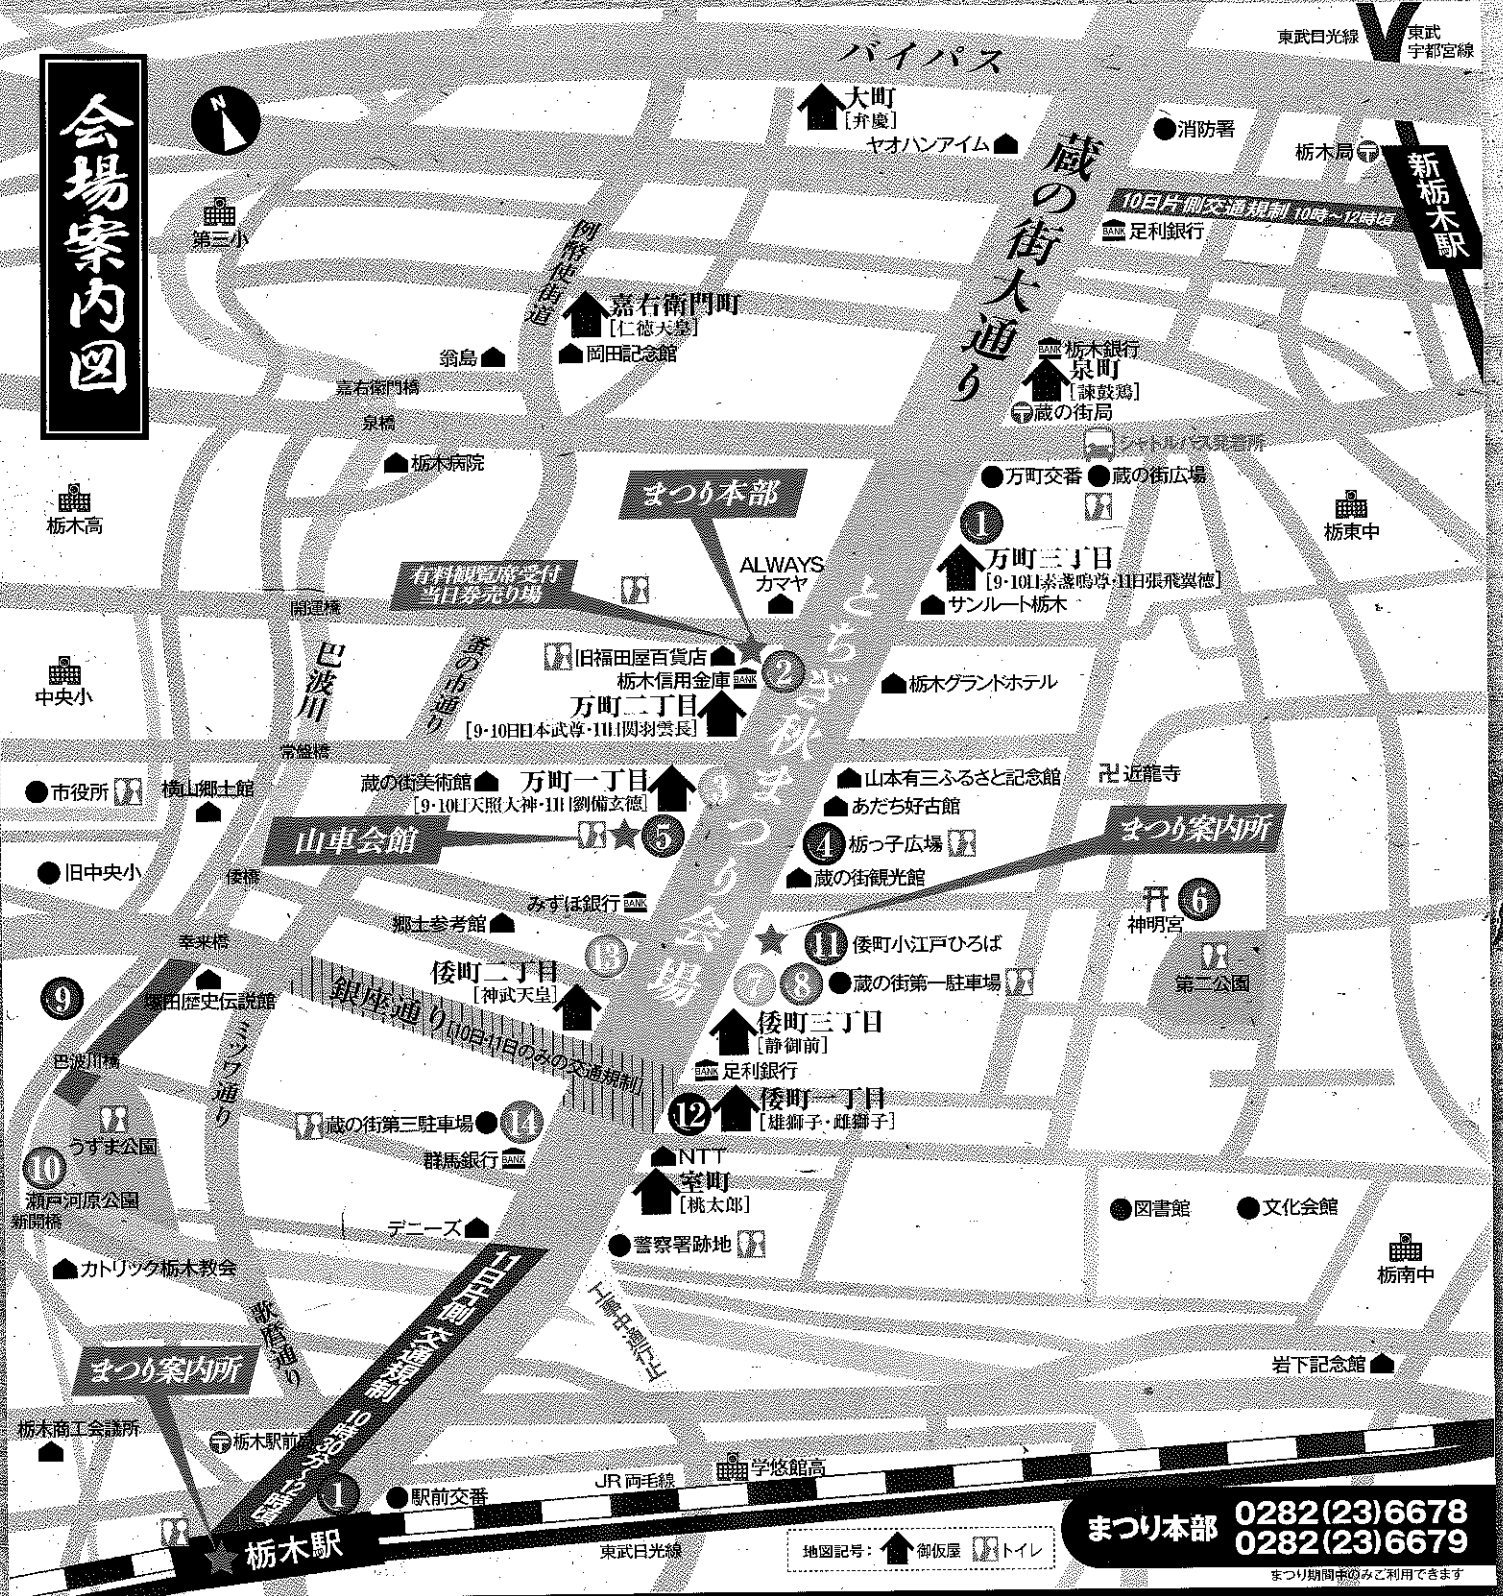 会場案内図
N
バイパス
東武日光線
東武
宇都宮線
大町
[弁慶]
ヤオハンアイム
消防署
栃木局
新栃木駅
蔵の街大通り
10日片側交通規制 10時〜12時頃
BANK
足利銀行
第三小
例幣使街道
嘉右衛門町
[仁徳天皇]
翁島
岡田記念館
嘉右衛門橋
泉橋
BANK
栃木銀行
泉町
[諫鼓鶏]
蔵の街局
シャトルバス発着所
栃木病院
まつり本部
万町交番
蔵の街広場
栃木高
栃東中
1
万町三丁目
[9・10日素盞嗚尊・11日張飛翼徳]
サンルート栃木
有料観覧席受付
当日券売り場
ALWAYS
カマヤ
開運橋
巴波川
蚤の市通り
旧福田屋百貨店
栃木信用金庫
BANK
2
万町二丁目
[9・10日日本武尊・11日関羽雲長]
栃木グランドホテル
中央小
常盤橋
とちぎ秋まつり会場
市役所
横山郷土館
蔵の街美術館
万町一丁目
[9・10日天照大神・11日劉備玄徳]
3
山本有三ふるさと記念館
あだち好古館
近龍寺
山車会館
5
4
栃っ子広場
まつり案内所
旧中央小
倭橋
蔵の街観光館
みずほ銀行
BANK
郷土参考館
神明宮
6
幸来橋
13
11
倭町小江戸ひろば
倭町二丁目
[神武天皇]
7
8
蔵の街第一駐車場
第二公園
9
塚田歴史伝説館
銀座通り[10日・11日のみの交通規制]
倭町三丁目
[静御前]
ミツワ通り
巴波川橋
BANK
足利銀行
12
倭町一丁目
[雄獅子・雌獅子]
うずま公園
蔵の街第三駐車場
14
群馬銀行
BANK
NTT
室町
[桃太郎]
10
瀬戸河原公園
新開橋
図書館
文化会館
デニーズ
警察署跡地
栃南中
カトリック栃木教会
11日片側交通規制 10時30分〜12時頃
歌麿通り
工事中・通行止
まつり案内所
岩下記念館
栃木商工会議所
栃木駅前局
1
駅前交番
JR両毛線
学悠館高
栃木駅
東武日光線
地図記号:
御仮屋
トイレ
まつり本部
0282(23)6678
0282(23)6679
まつり期間中のみご利用できます